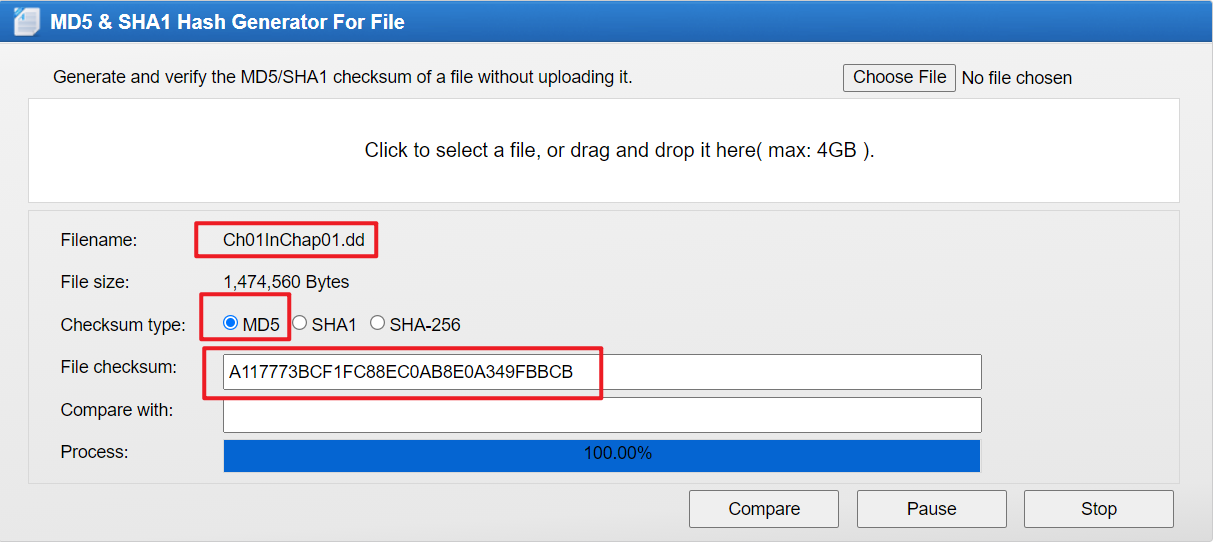 MD5 & SHA1 Hash Generator For File
Generate and verify the MD5/SHA1 checksum of a file without uploading it. Choose File No file chosen
Click to select a file, or drag and drop it here( max: 4GB ).
Filename: Ch01InChap01.dd
File size: 1,474,560 Bytes
Checksum type: MD5 SHA1 SHA-256
File checksum: A117773BCF1FC88EC0AB8E0A349FBBCB
Compare with:
Process: 100.00%
Compare Pause Stop